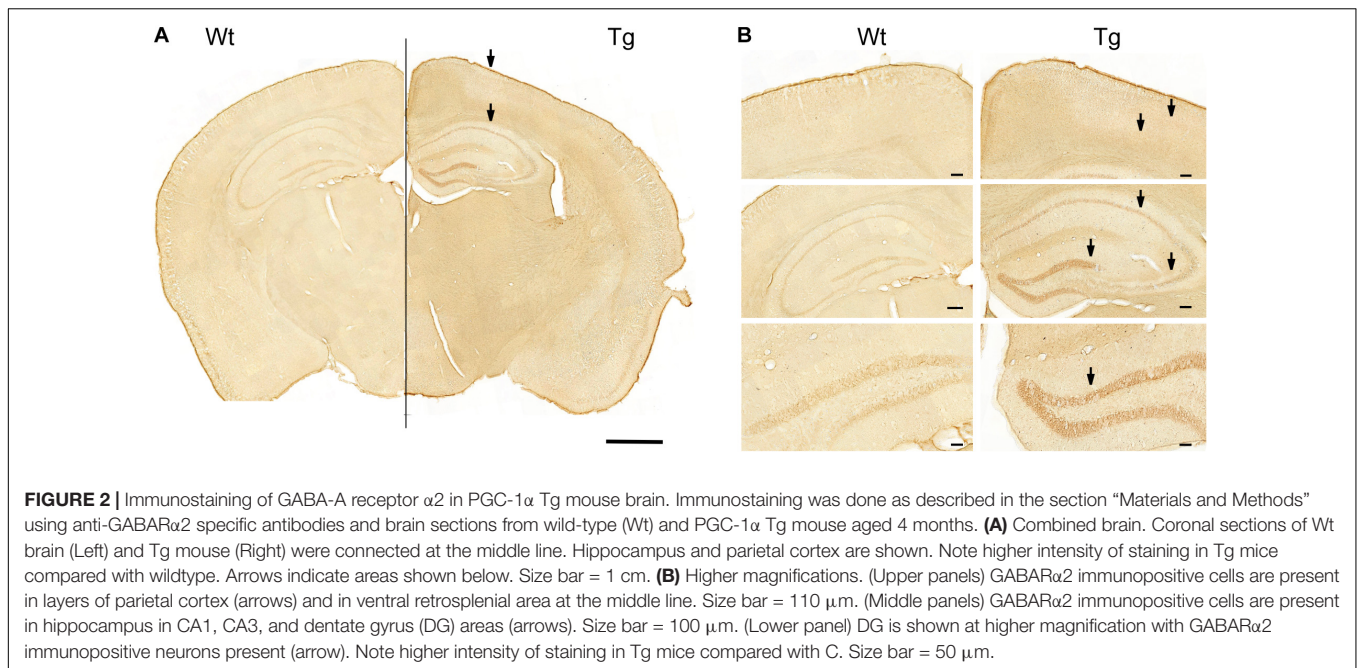 A Wt Tg
B Wt Tg
FIGURE 2 | Immunostaining of GABA-A receptor α2 in PGC-1α Tg mouse brain. Immunostaining was done as described in the section “Materials and Methods”
using anti-GABARα2 specific antibodies and brain sections from wild-type (Wt) and PGC-1α Tg mouse aged 4 months. (A) Combined brain. Coronal sections of Wt
brain (Left) and Tg mouse (Right) were connected at the middle line. Hippocampus and parietal cortex are shown. Note higher intensity of staining in Tg mice
compared with wildtype. Arrows indicate areas shown below. Size bar = 1 cm. (B) Higher magnifications. (Upper panels) GABARα2 immunopositive cells are present
in layers of parietal cortex (arrows) and in ventral retrosplenial area at the middle line. Size bar = 110 μm. (Middle panels) GABARα2 immunopositive cells are present
in hippocampus in CA1, CA3, and dentate gyrus (DG) areas (arrows). Size bar = 100 μm. (Lower panel) DG is shown at higher magnification with GABARα2
immunopositive neurons present (arrow). Note higher intensity of staining in Tg mice compared with C. Size bar = 50 μm.